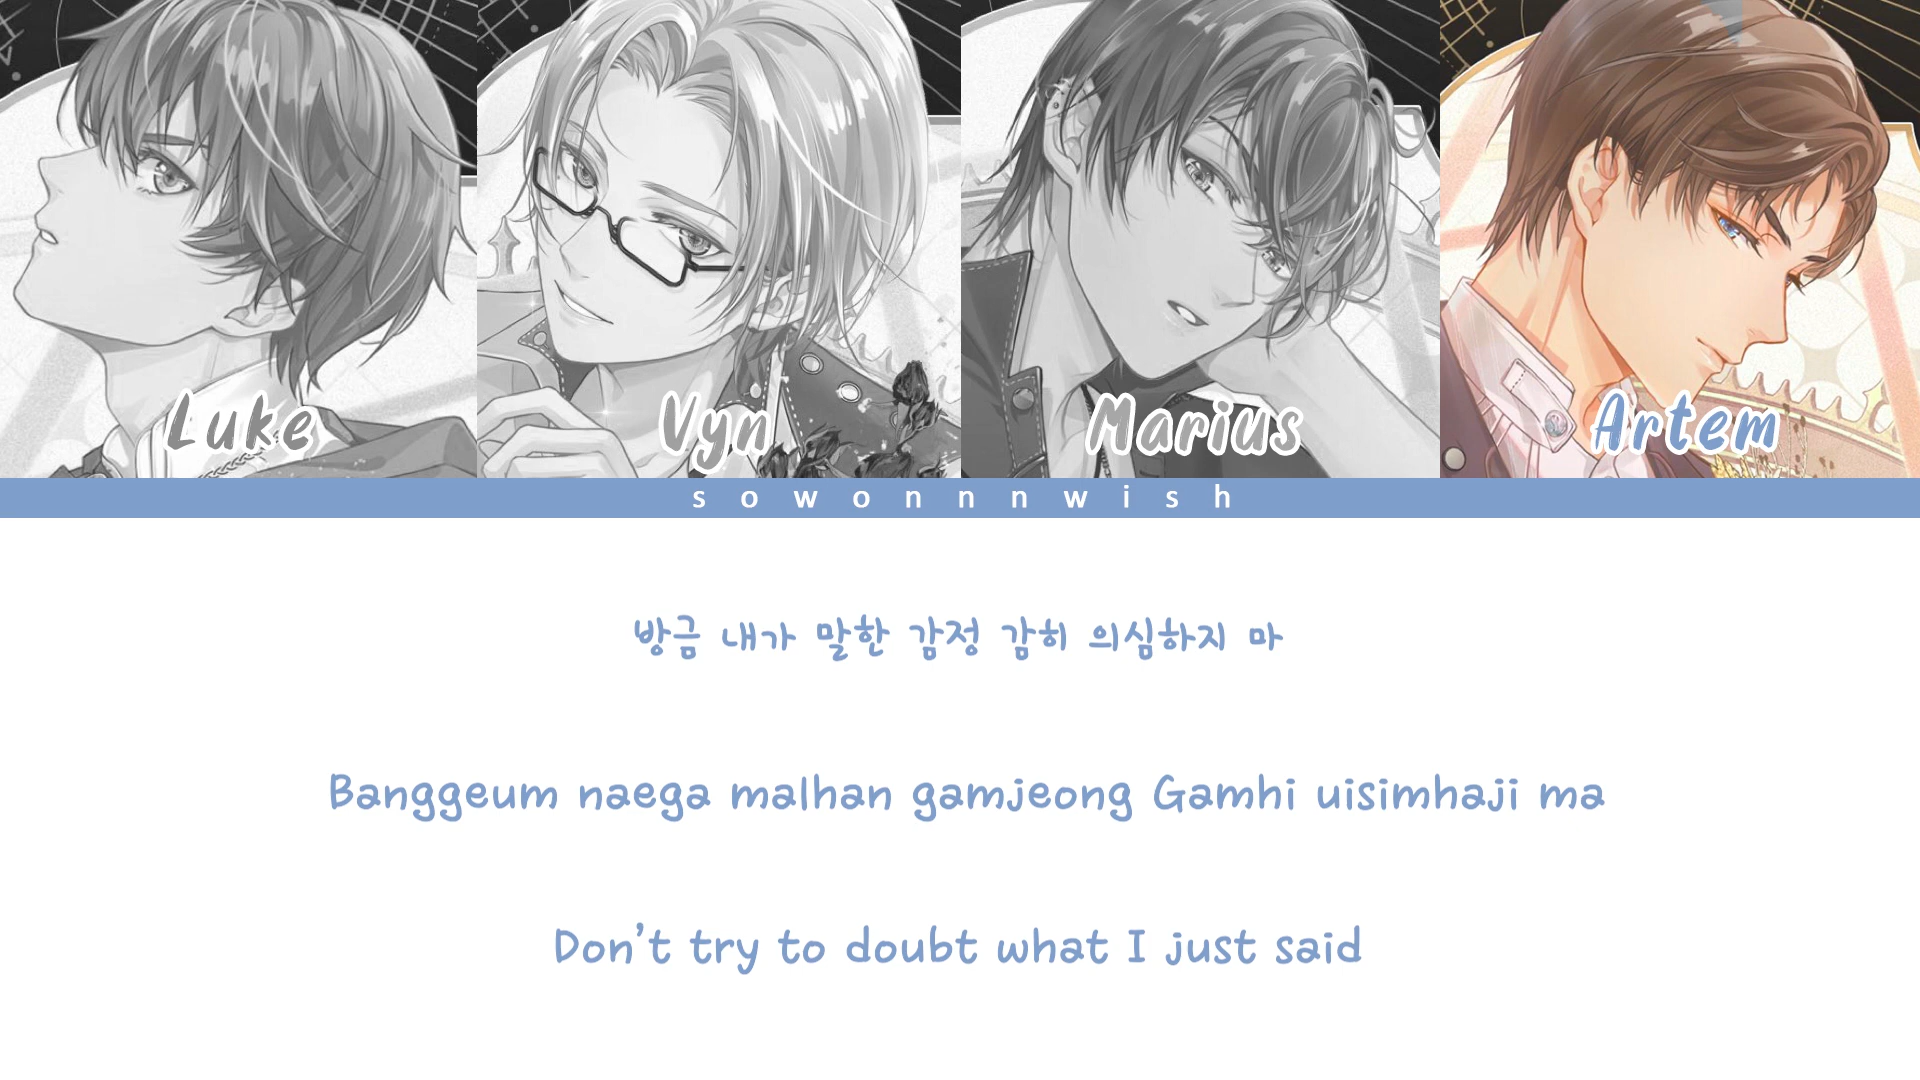 Luke
Vyn
Marius
Artem
sowonnnwish
방금 내가 말한 감정 감히 의심하지 마
Banggeum naega malhan gamjeong Gamhi uisimhaji ma
Don't try to doubt what I just said